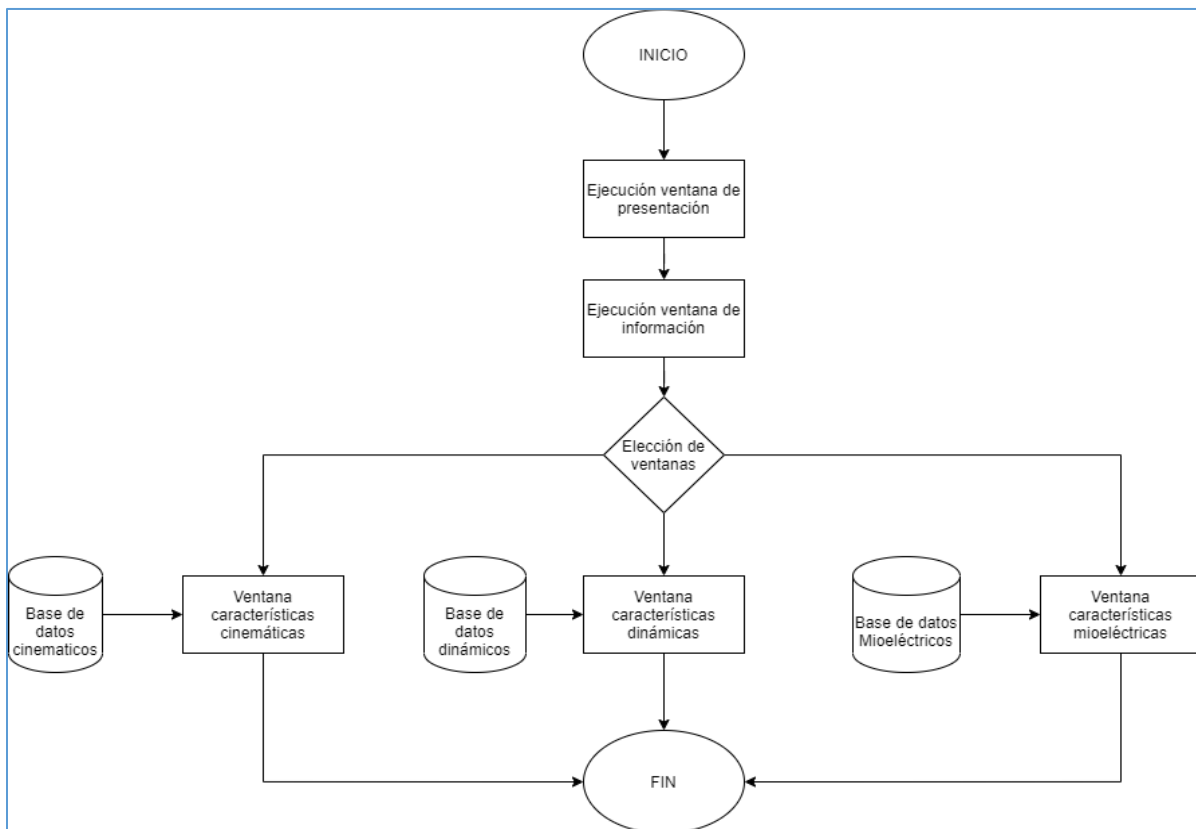 INICIO
Ejecución ventana de
presentación
Ejecución ventana de
información
Elección de
ventanas
Base de
datos
cinematicos
Ventana
características
cinemáticas
Base de
datos
dinámicos
Ventana
características
dinámicas
Base de datos
Mioeléctricos
Ventana
características
mioeléctricas
FIN